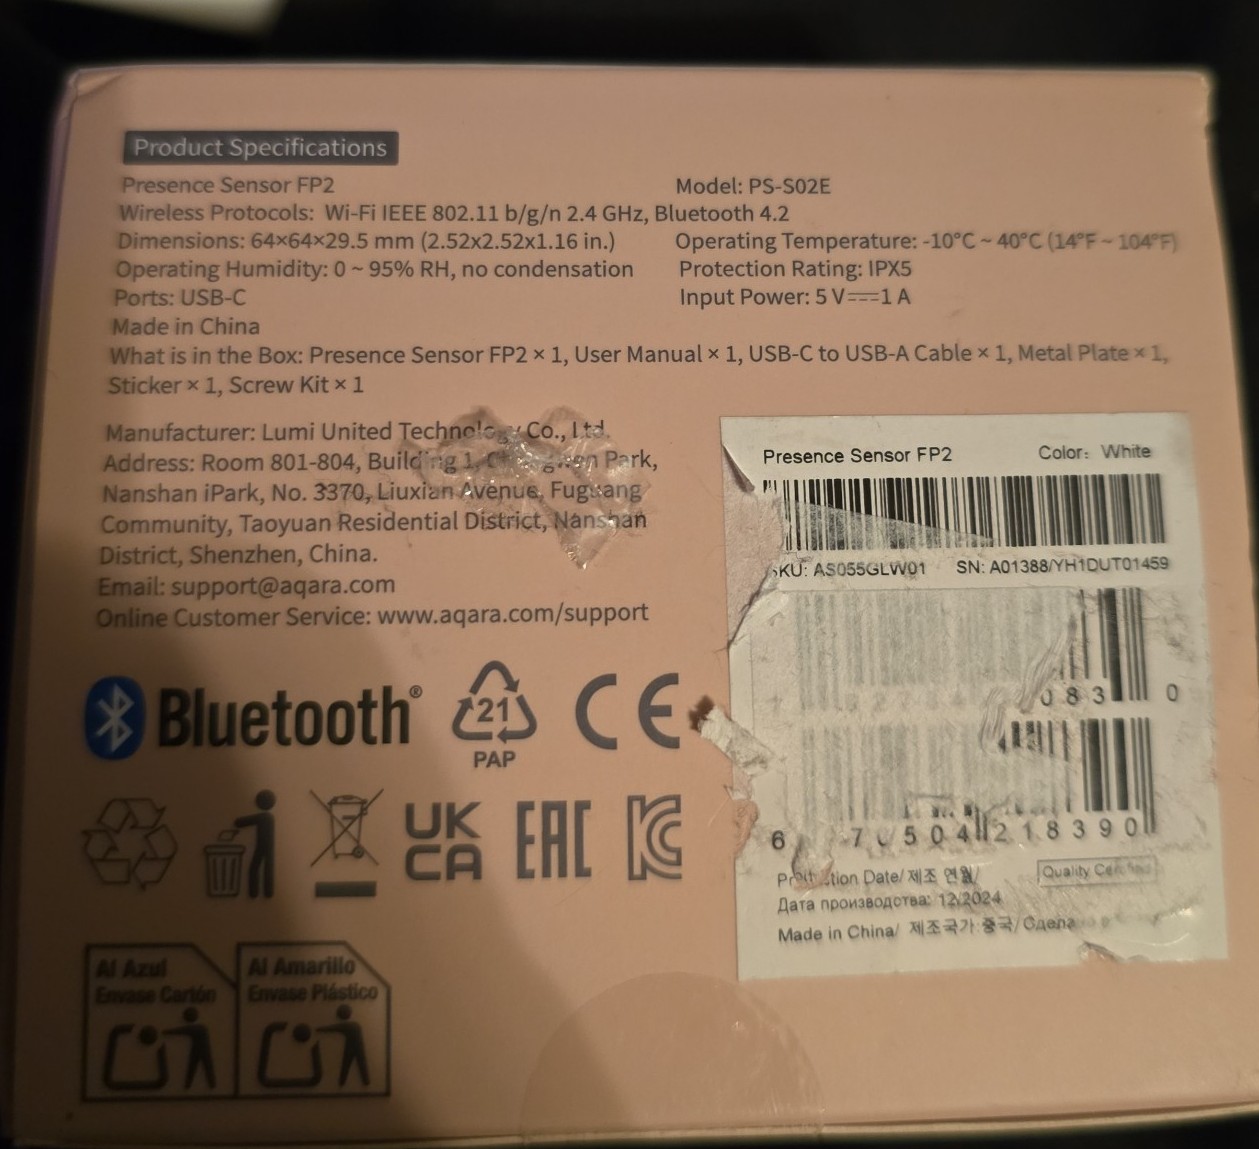 Product Specifications
Presence Sensor FP2
Model: PS-S02E
Wireless Protocols: Wi-Fi IEEE 802.11 b/g/n 2.4 GHz, Bluetooth 4.2
Dimensions: 64×64×29.5 mm (2.52x2.52x1.16 in.)
Operating Temperature: -10°C ~ 40°C (14°F ~ 104°F)
Operating Humidity: 0 ~ 95% RH, no condensation
Protection Rating: IPX5
Ports: USB-C
Input Power: 5 V⎓1 A
Made in China
What is in the Box: Presence Sensor FP2 × 1, User Manual × 1, USB-C to USB-A Cable × 1, Metal Plate × 1,
Sticker × 1, Screw Kit × 1
Manufacturer: Lumi United Technology Co., Ltd.
Address: Room 801-804, Building 1, Park,
Nanshan iPark, No. 3370, Liuxian Avenue, Fuguang
Community, Taoyuan Residential District, Nanshan
District, Shenzhen, China.
Email: support@aqara.com
Online Customer Service: www.aqara.com/support
Bluetooth®
21
PAP
CE
UK
CA
EAC
KC
Al Azul
Envase Cartón
Al Amarillo
Envase Plástico
Presence Sensor FP2
Color: White
SKU: AS055GLW01
SN: A01388/YH1DUT01459
083 0
6 504 218390
Production Date/ 제조 연월/
Quality Certified
Дата производства: 12/2024
Made in China/ 제조국가:중국/ Сделано в